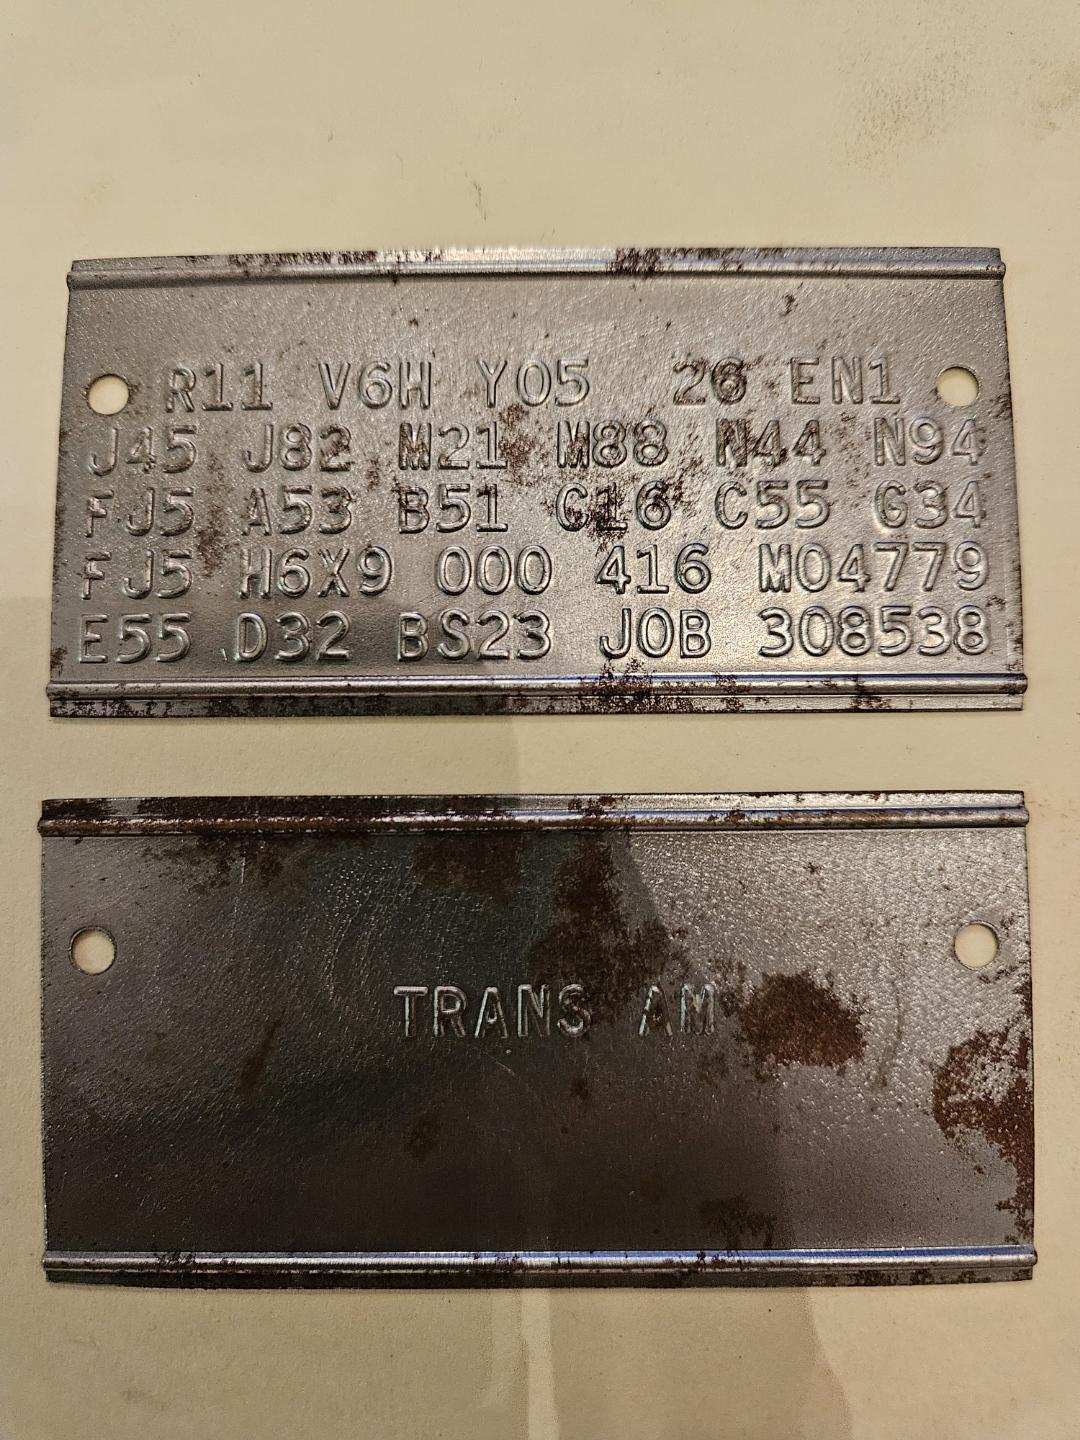 R11 V6H Y05 26 EN1
J45 J82 M21 M88 N44 N94
FJ5 A53 B51 C16 C55 G34
FJ5 H6X9 000 416 M04779
E55 D32 BS23 JOB 308538
TRANS AM